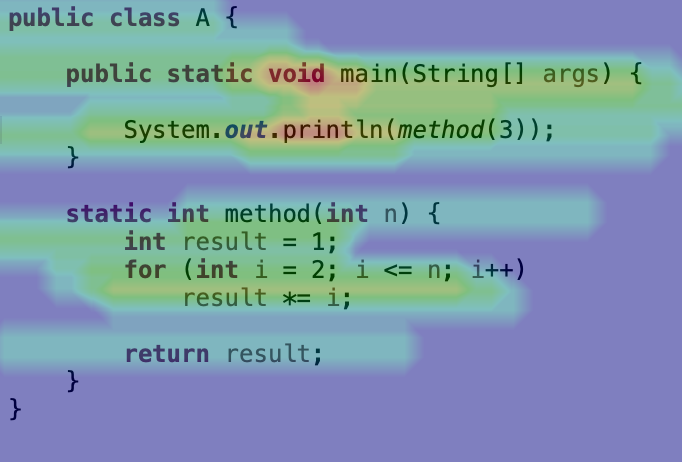 public class A {
public static void main(String[] args) {
System.out.println(method(3));
}
static int method(int n) {
int result = 1;
for (int i = 2; i <= n; i++)
result *= i;
return result;
}
}